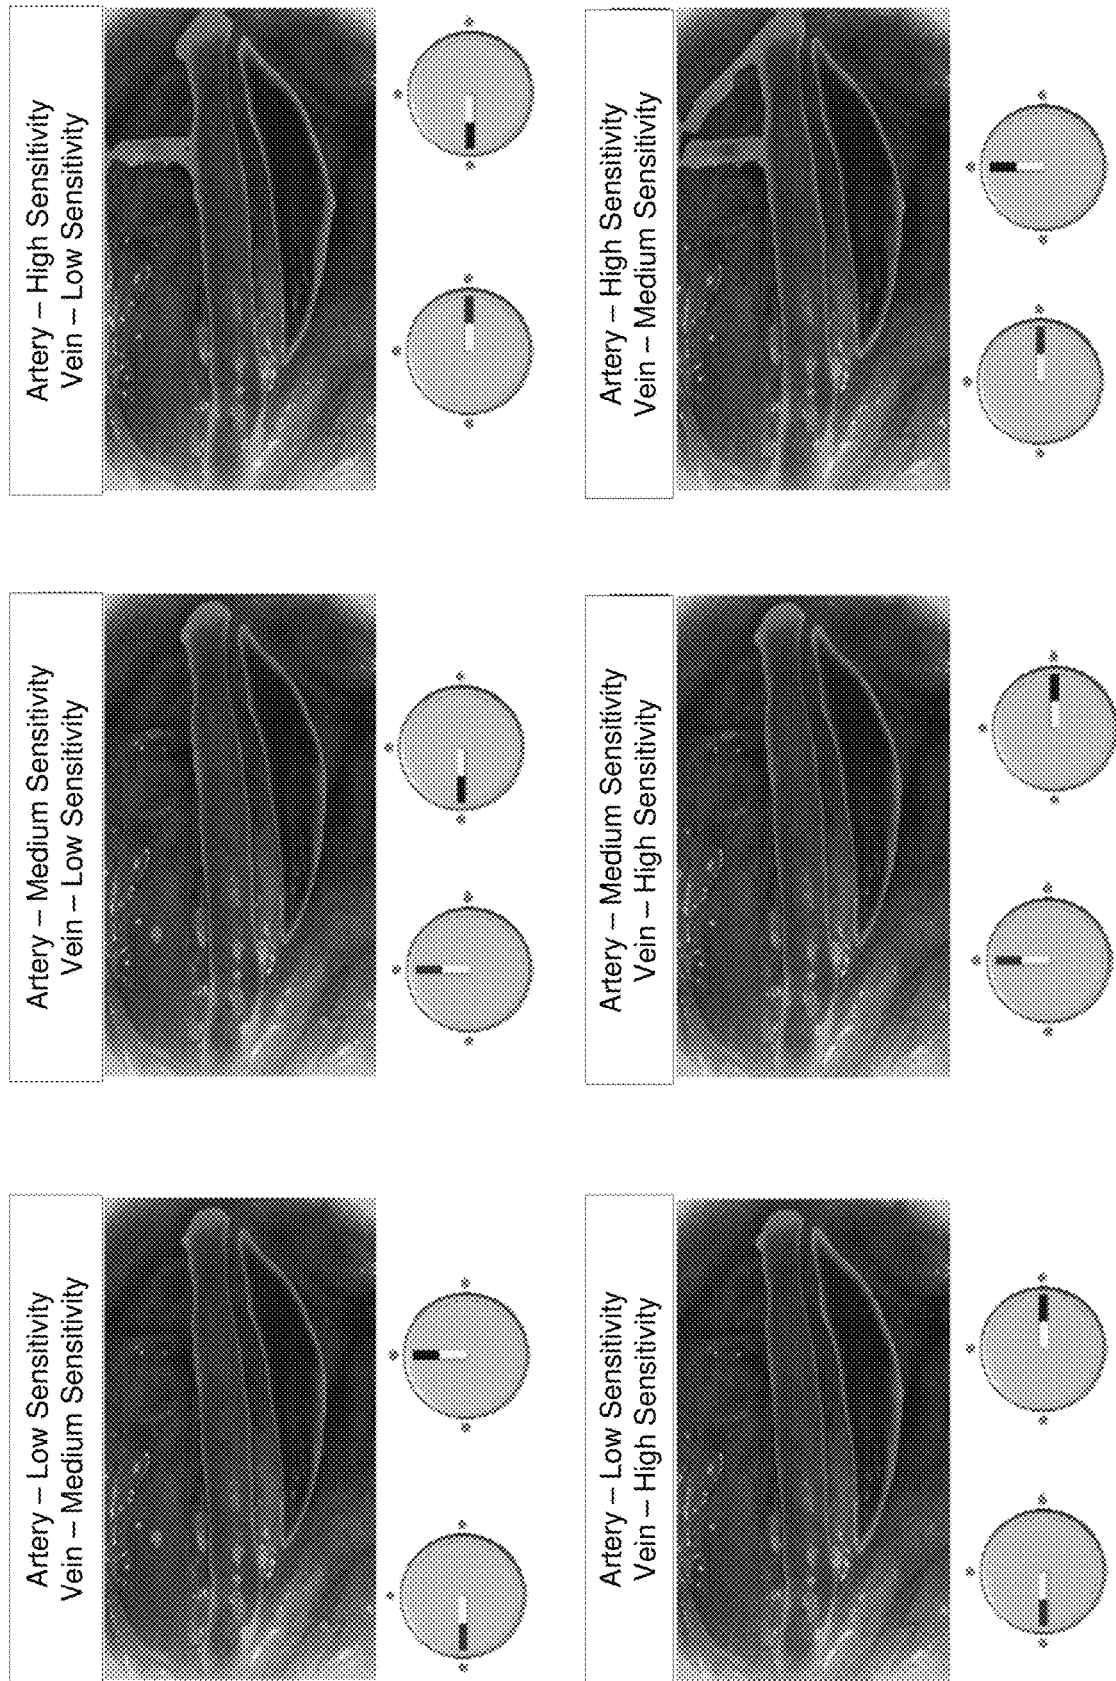 Artery – Low Sensitivity
Vein – Medium Sensitivity
Artery – Medium Sensitivity
Vein – Low Sensitivity
Artery – High Sensitivity
Vein – Low Sensitivity
Artery – Low Sensitivity
Vein – High Sensitivity
Artery – Medium Sensitivity
Vein – High Sensitivity
Artery – High Sensitivity
Vein – Medium Sensitivity